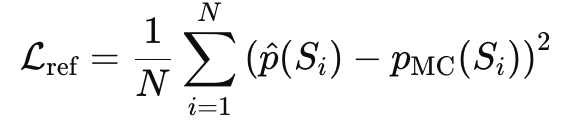 $\mathcal{L}_{\text{ref}} = \frac{1}{N} \sum_{i=1}^{N} \left( \hat{p}(S_i) - p_{\text{MC}}(S_i) \right)^2$